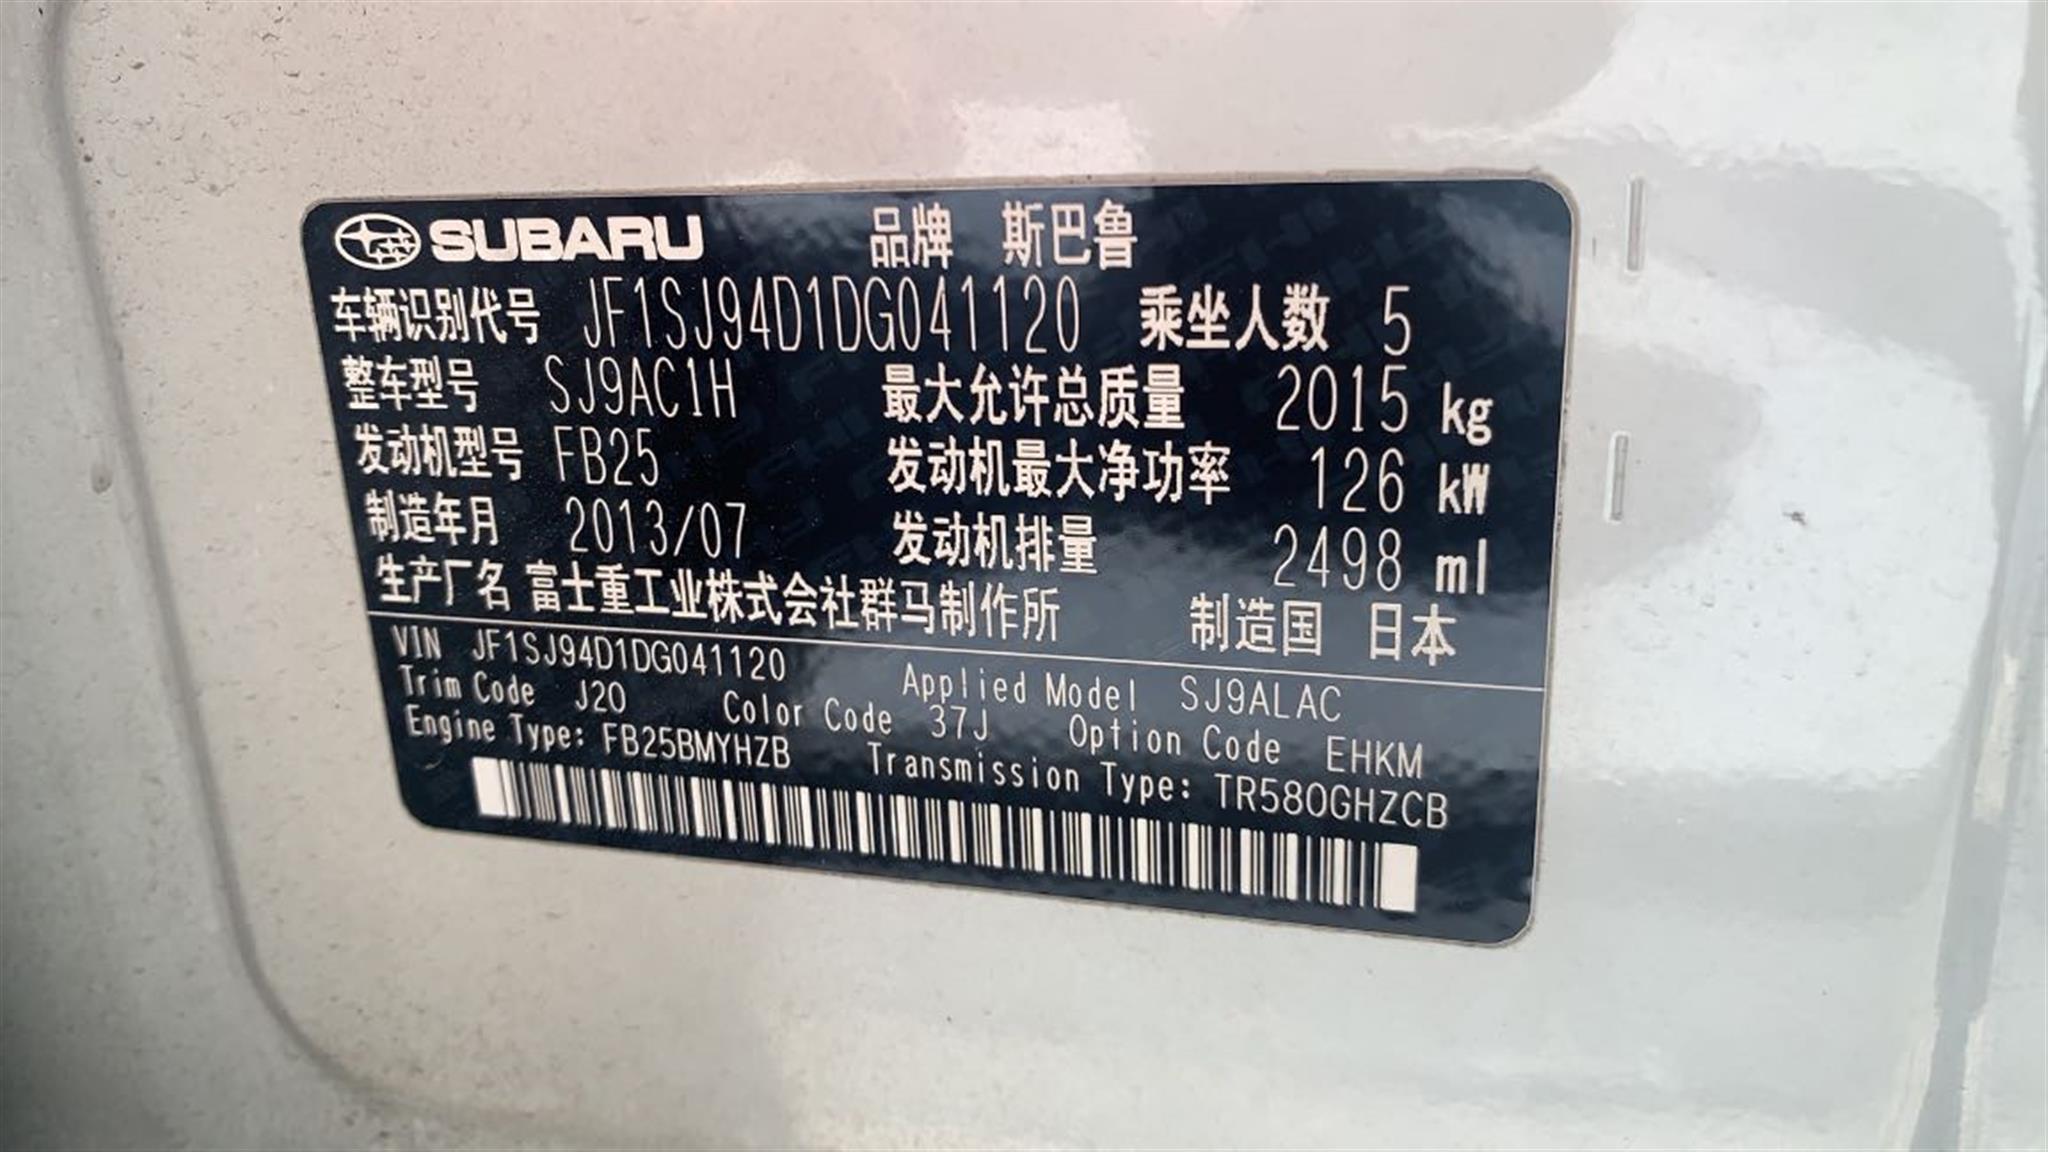 SUBARU 品牌 斯巴鲁
车辆识别代号 JF1SJ94D1DG041120 乘坐人数 5
整车型号 SJ9AC1H 最大允许总质量 2015 kg
发动机型号 FB25 发动机最大净功率 126 kW
制造年月 2013/07 发动机排量 2498 ml
生产厂名 富士重工业株式会社群马制作所 制造国 日本
VIN JF1SJ94D1DG041120 Applied Model SJ9ALAC
Trim Code J20 Color Code 37J Option Code EHKM
Engine Type: FB25BMYHZB Transmission Type: TR580GHZCB